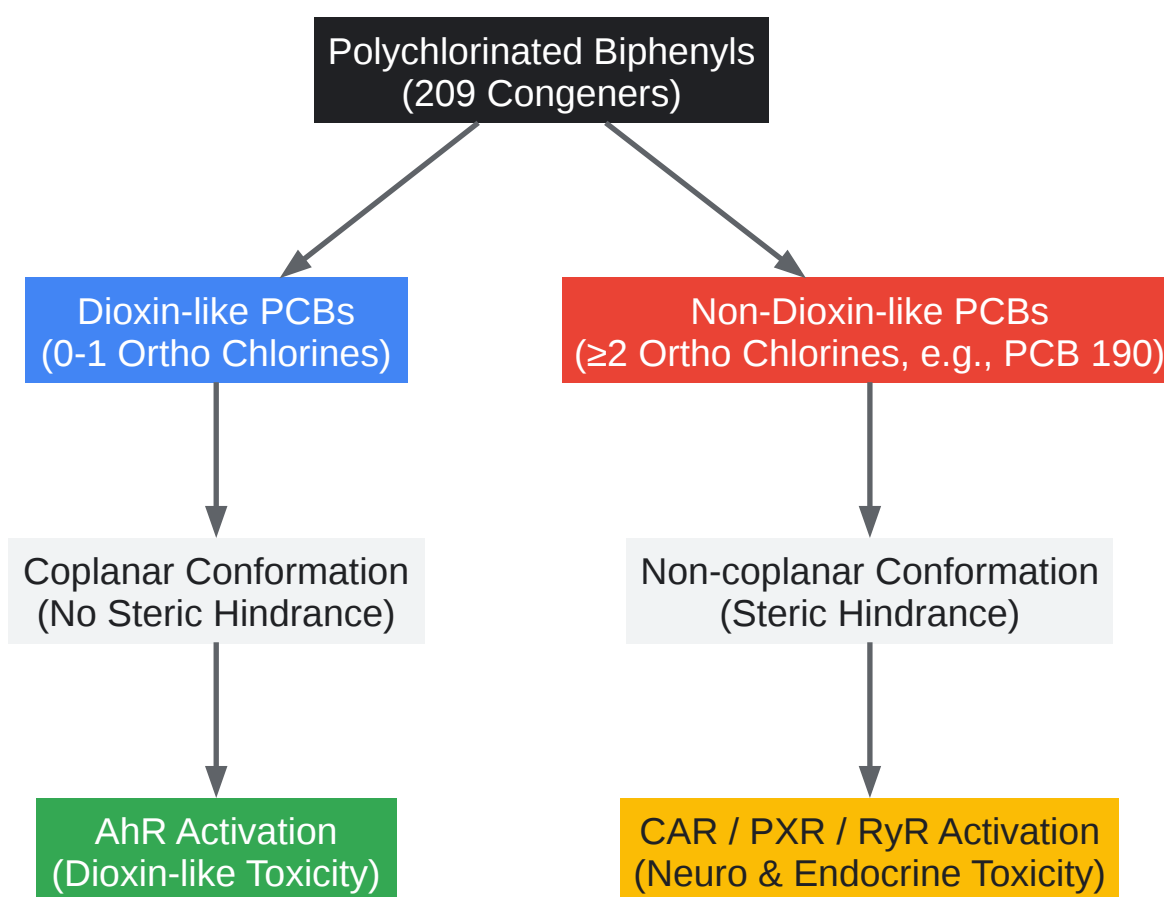 Polychlorinated Biphenyls
(209 Congeners)
Dioxin-like PCBs
(0-1 Ortho Chlorines)
Non-Dioxin-like PCBs
(≥2 Ortho Chlorines, e.g., PCB 190)
Coplanar Conformation
(No Steric Hindrance)
Non-coplanar Conformation
(Steric Hindrance)
AhR Activation
(Dioxin-like Toxicity)
CAR / PXR / RyR Activation
(Neuro & Endocrine Toxicity)